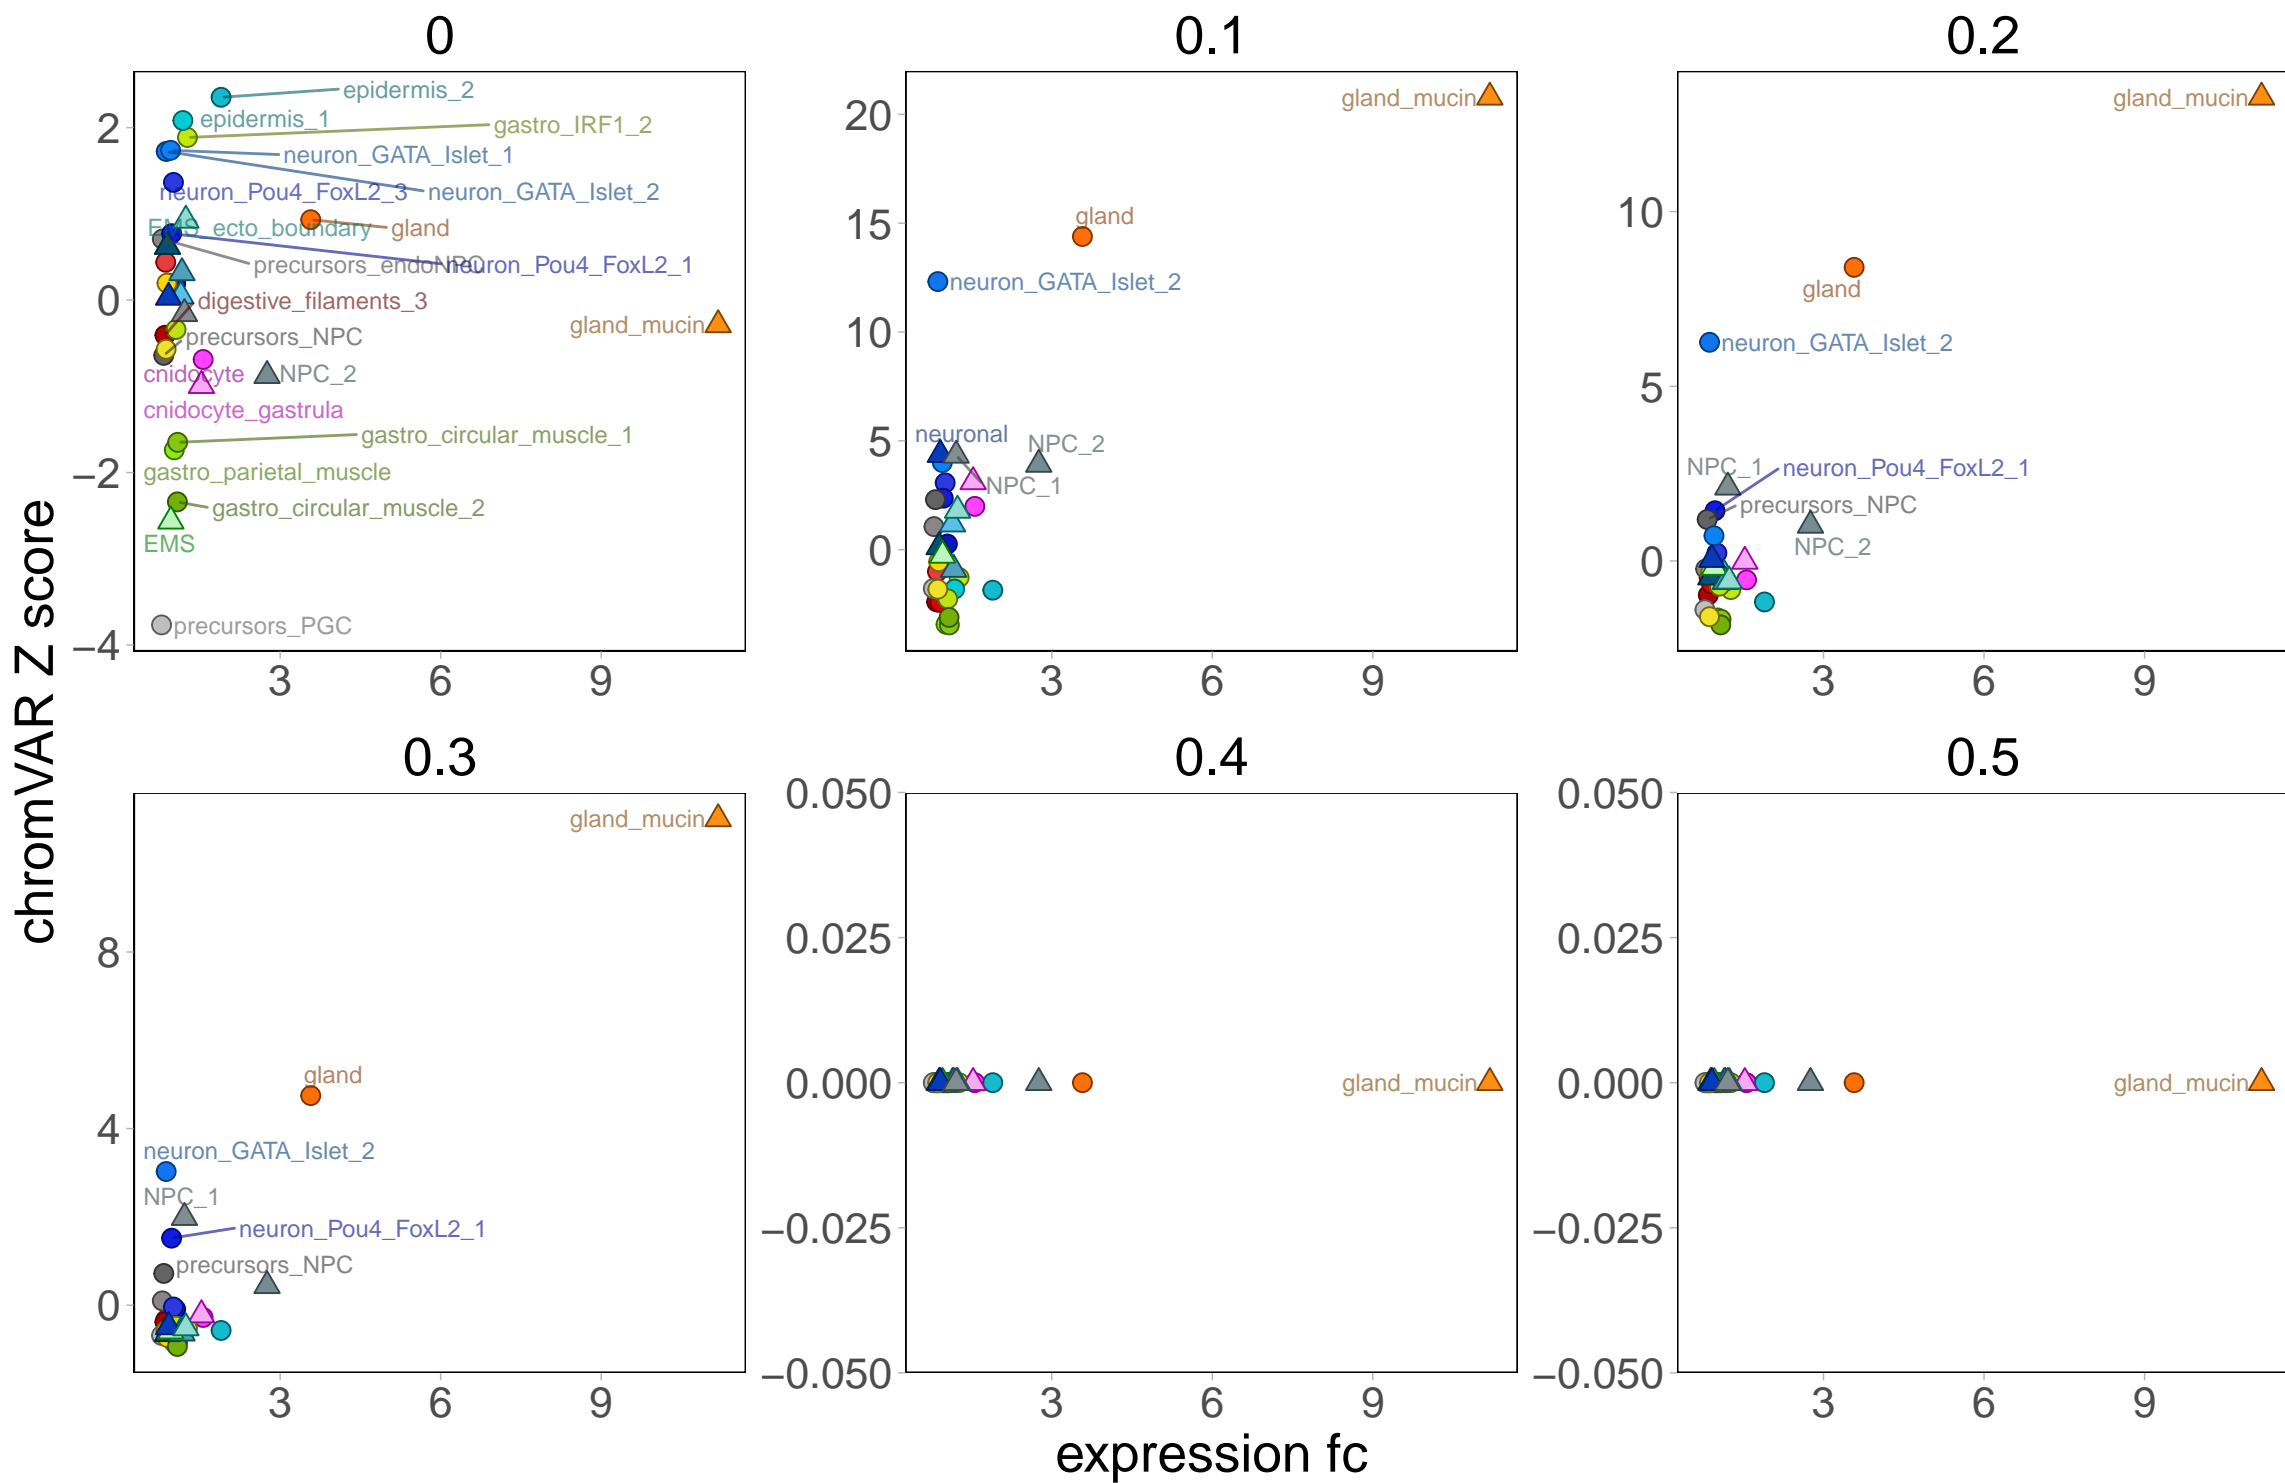 0
0.1
0.2
epidermis_2
epidermis_1
gastro_IRF1_2
neuron_GATA_Islet_1
neuron_Pou4_FoxL2_3
neuron_GATA_Islet_2
EMS_ecto_boundary
gland
precursors_endoNPC
neuron_Pou4_FoxL2_1
digestive_filaments_3
gland_mucin
precursors_NPC
cnidocyte
NPC_2
cnidocyte_gastrula
gastro_circular_muscle_1
gastro_parietal_muscle
gastro_circular_muscle_2
EMS
precursors_PGC
2
0
−2
−4
3 6 9
gland_mucin
gland
neuron_GATA_Islet_2
neuronal
NPC_2
NPC_1
20
15
10
5
0
3 6 9
gland_mucin
gland
neuron_GATA_Islet_2
NPC_1
neuron_Pou4_FoxL2_1
precursors_NPC
NPC_2
10
5
0
3 6 9
chromVAR Z score
0.3
0.4
0.5
gland_mucin
gland
neuron_GATA_Islet_2
NPC_1
neuron_Pou4_FoxL2_1
precursors_NPC
8
4
0
3 6 9
0.050
0.025
0.000
−0.025
−0.050
gland_mucin
3 6 9
0.050
0.025
0.000
−0.025
−0.050
gland_mucin
3 6 9
expression fc